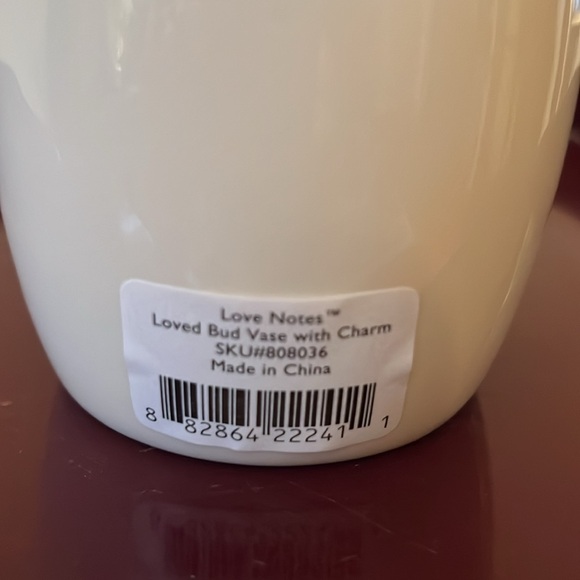 Love Notes™
Loved Bud Vase with Charm
SKU#808036
Made in China
8 82864 22241 1